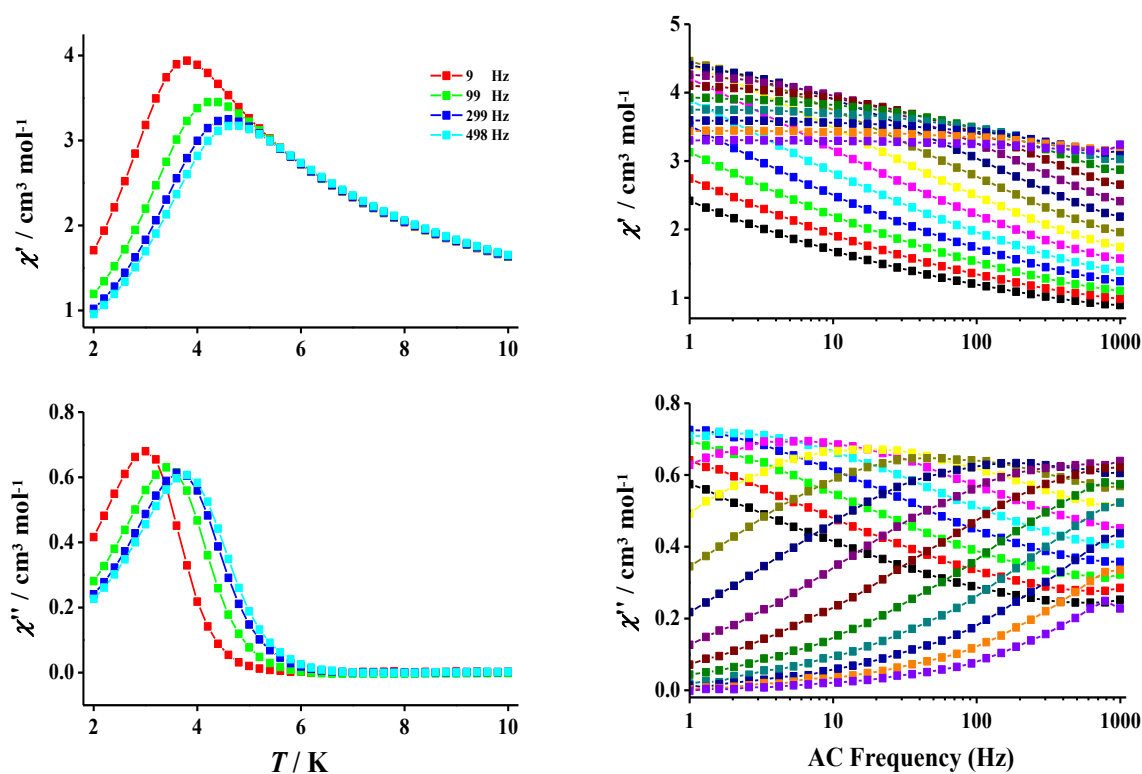 χ' / cm³ mol⁻¹
4
3
2
1
9 Hz
99 Hz
299 Hz
498 Hz
2 4 6 8 10
χ' / cm³ mol⁻¹
5
4
3
2
1
1 10 100 1000
χ'' / cm³ mol⁻¹
0.8
0.6
0.4
0.2
0.0
2 4 6 8 10
T / K
χ'' / cm³ mol⁻¹
0.8
0.6
0.4
0.2
0.0
1 10 100 1000
AC Frequency (Hz)